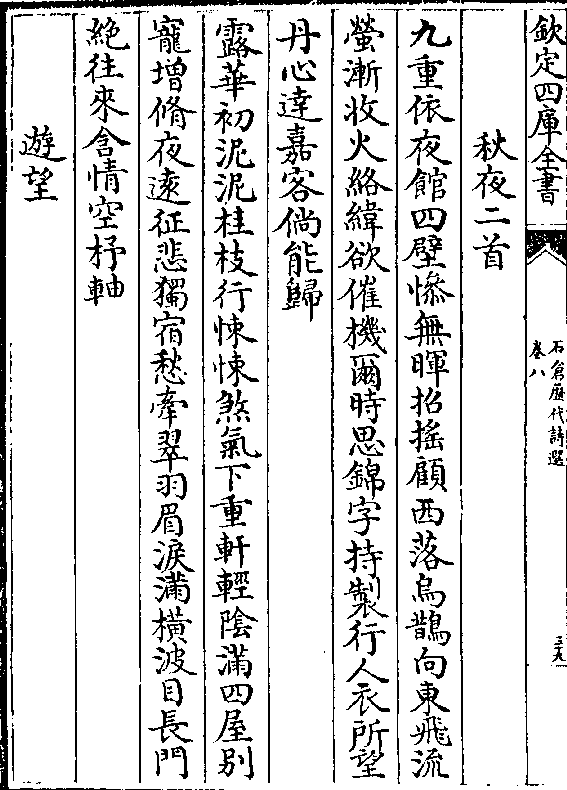 欽定四庫全書
石倉歷代詩選
卷八
三九
秋夜二首
九重依夜館四壁慘無暉招搖顧西落烏鵲向東飛流
螢漸收火絡緯欲催機爾時思錦字持製行人衣所望
丹心達嘉客倘能歸
露華初泥泥桂枝行悚悚煞氣下重軒輕陰滿四屋别
寵增脩夜逺征悲獨宿愁牽翠羽眉淚滿橫波目長門
絶往來含情空杼軸
遊望